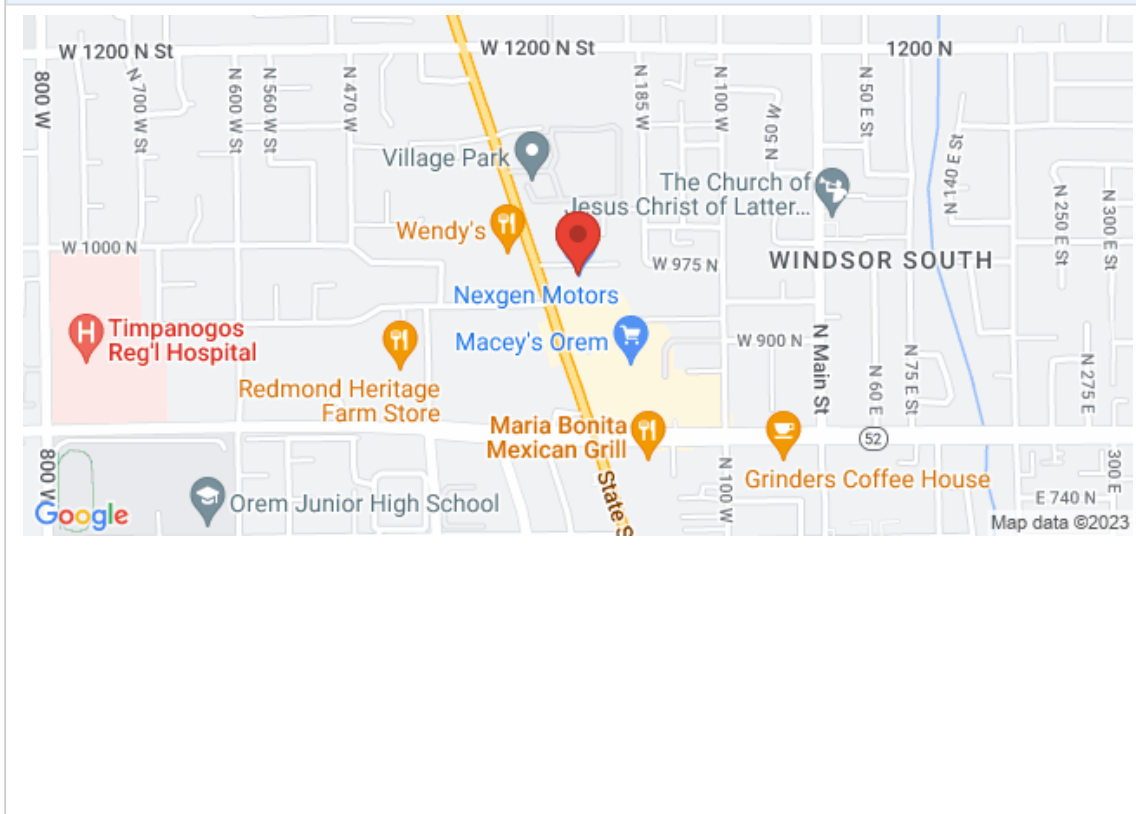 W 1200 N St
W 1200 N St
1200 N
800 W
N 700 W St
N 600 W St
N 560 W St
N 470 W
N 185 W
N 100 W
N 50 W
N 50 E St
N 140 E St
N 250 E St
N 300 E St
Village Park
The Church of
Jesus Christ of Latter...
Wendy's
W 1000 N
W 975 N
WINDSOR SOUTH
Nexgen Motors
H
Timpanogos
Reg'l Hospital
Macey's Orem
W 900 N
N Main St
N 60 E
N 75 E St
N 275 E
Redmond Heritage
Farm Store
Maria Bonita
Mexican Grill
52
Grinders Coffee House
800 W
N 100 W
300 E
Orem Junior High School
State S
E 740 N
Google
Map data ©2023